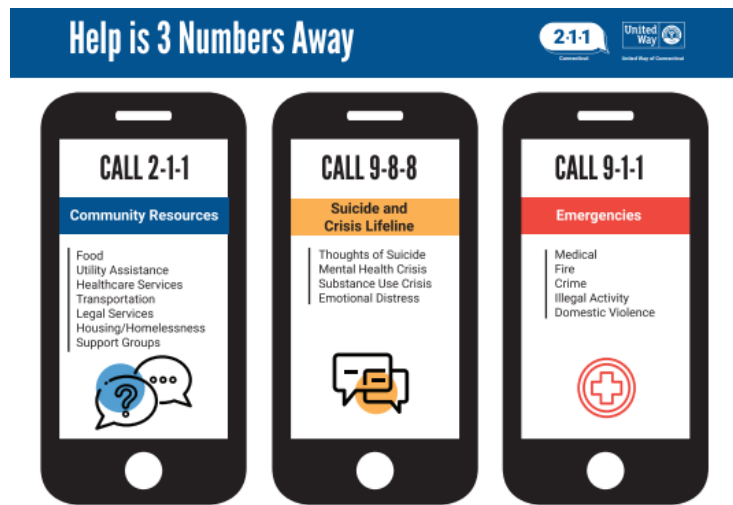 Help is 3 Numbers Away
2-1-1
Connecticut
United
Way
United Way of Connecticut
CALL 2-1-1
Community Resources
Food
Utility Assistance
Healthcare Services
Transportation
Legal Services
Housing/Homelessness
Support Groups
CALL 9-8-8
Suicide and
Crisis Lifeline
Thoughts of Suicide
Mental Health Crisis
Substance Use Crisis
Emotional Distress
CALL 9-1-1
Emergencies
Medical
Fire
Crime
Illegal Activity
Domestic Violence